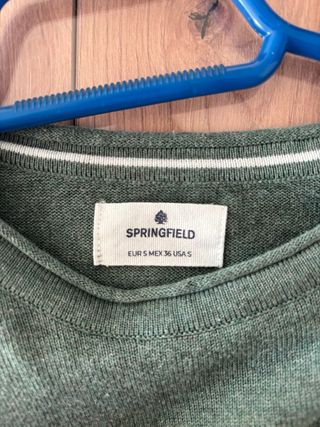 SPRINGFIELD
EUR S MEX 36 USA S